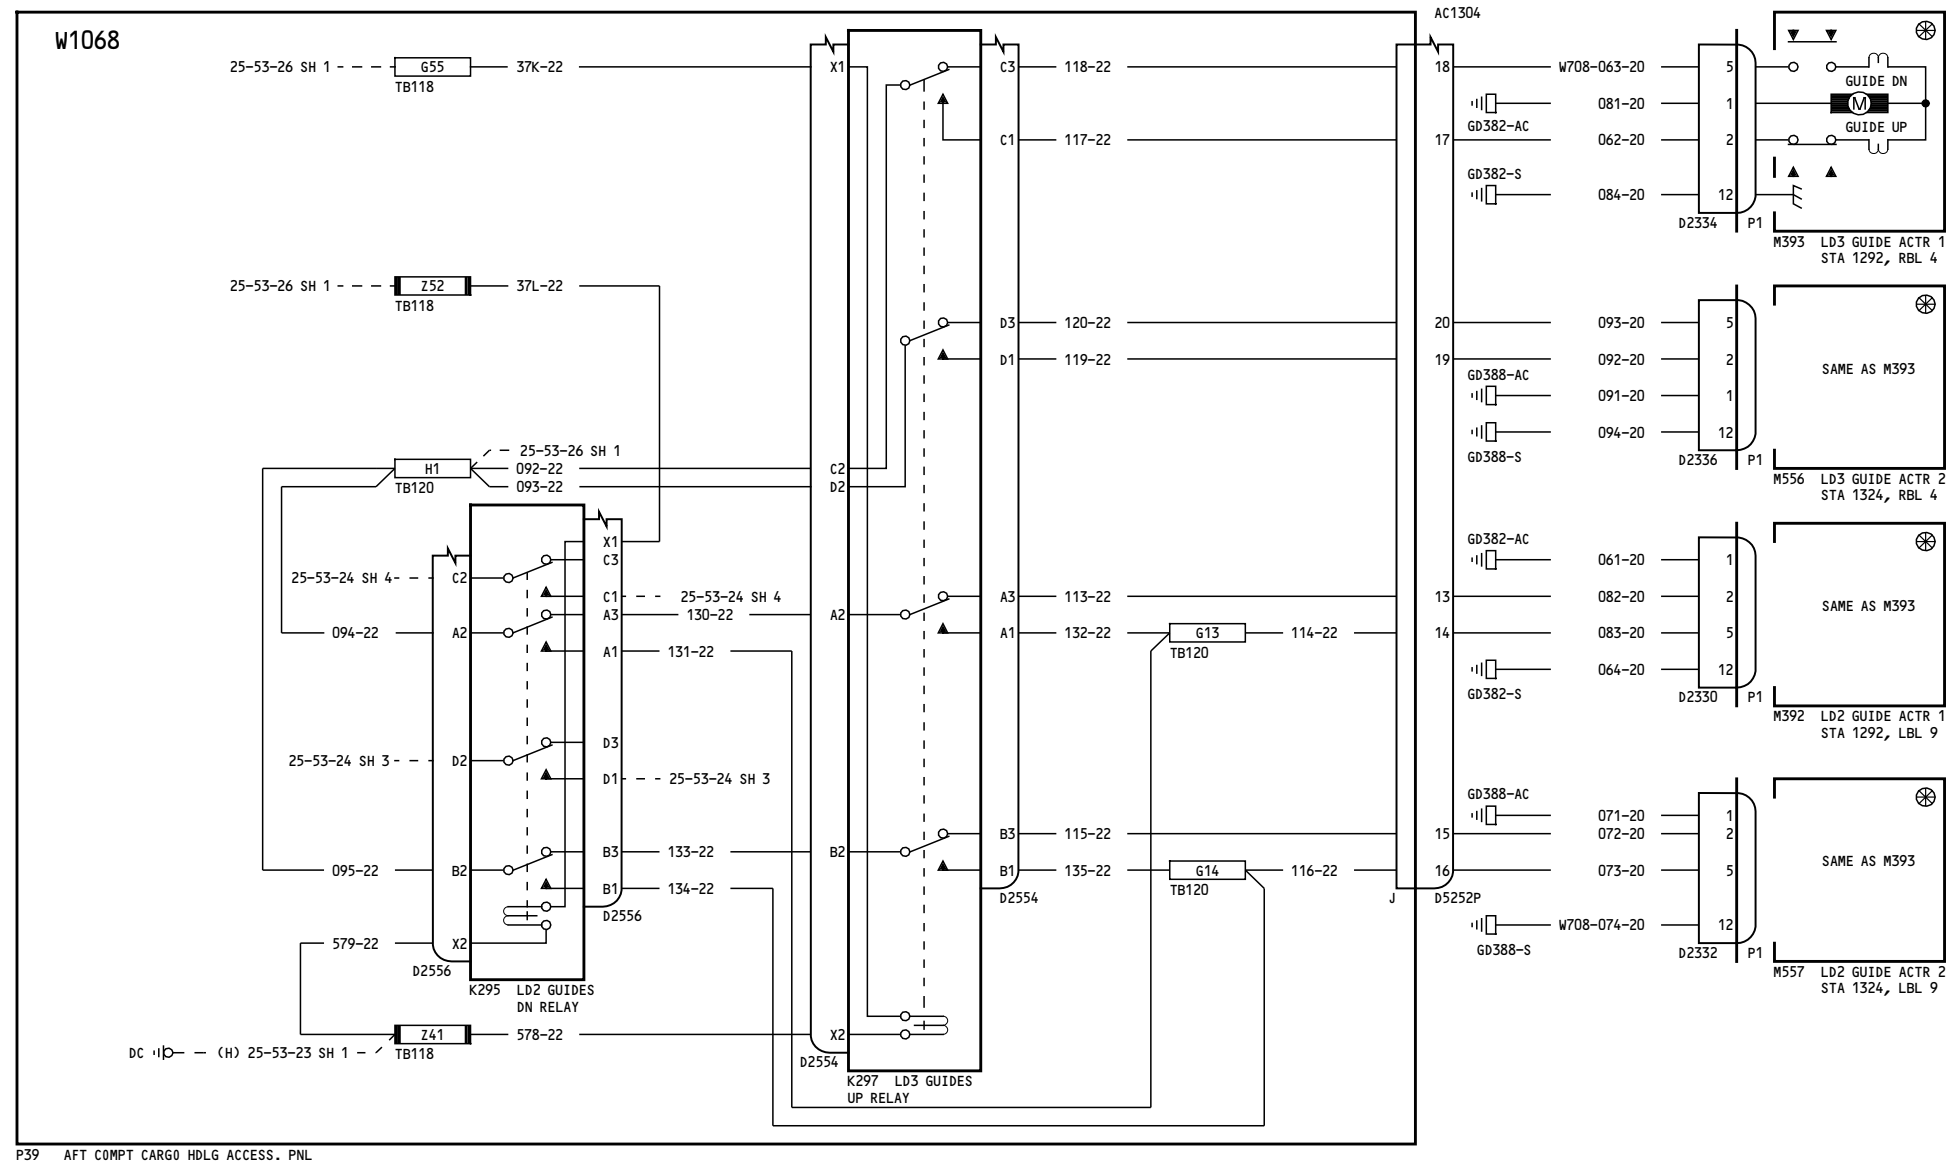 AC1304
W1068
25-53-26 SH 1 G55 37K-22 X1 C3 118-22 18 W708-063-20 5
TB118
GUIDE DN
081-20 1 M
GD382-AC
GUIDE UP
C1 117-22 17 062-20 2
GD382-S
084-20 12
D2334 P1
M393 LD3 GUIDE ACTR 1
STA 1292, RBL 4
25-53-26 SH 1 Z52 37L-22
TB118
D3 120-22 20 093-20 5
D1 119-22 19 092-20 2
SAME AS M393
GD388-AC
091-20 1
094-20 12
GD388-S
D2336 P1
M556 LD3 GUIDE ACTR 2
STA 1324, RBL 4
25-53-26 SH 1
H1 092-22 C2
TB120 093-22 D2
X1
C3
GD382-AC
061-20 1
25-53-24 SH 4 C2
C1 25-53-24 SH 4
A3 130-22 A2
A3 113-22 13 082-20 2
SAME AS M393
094-22 A2
A1 132-22 G13 114-22 14 083-20 5
TB120
A1 131-22
064-20 12
GD382-S
D2330 P1
M392 LD2 GUIDE ACTR 1
STA 1292, LBL 9
D3
25-53-24 SH 3 D2
D1 25-53-24 SH 3
GD388-AC
071-20 1
B3 115-22 15 072-20 2
B3 133-22 B2
SAME AS M393
095-22 B2
B1 135-22 G14 116-22 16 073-20 5
TB120
B1 134-22
D2554 J D5252P
D2556
W708-074-20 12
GD388-S
D2332 P1
579-22 X2
D2556
M557 LD2 GUIDE ACTR 2
STA 1324, LBL 9
K295 LD2 GUIDES
DN RELAY
Z41 578-22 X2
DC (H) 25-53-23 SH 1 TB118
D2554
K297 LD3 GUIDES
UP RELAY
P39 AFT COMPT CARGO HDLG ACCESS. PNL